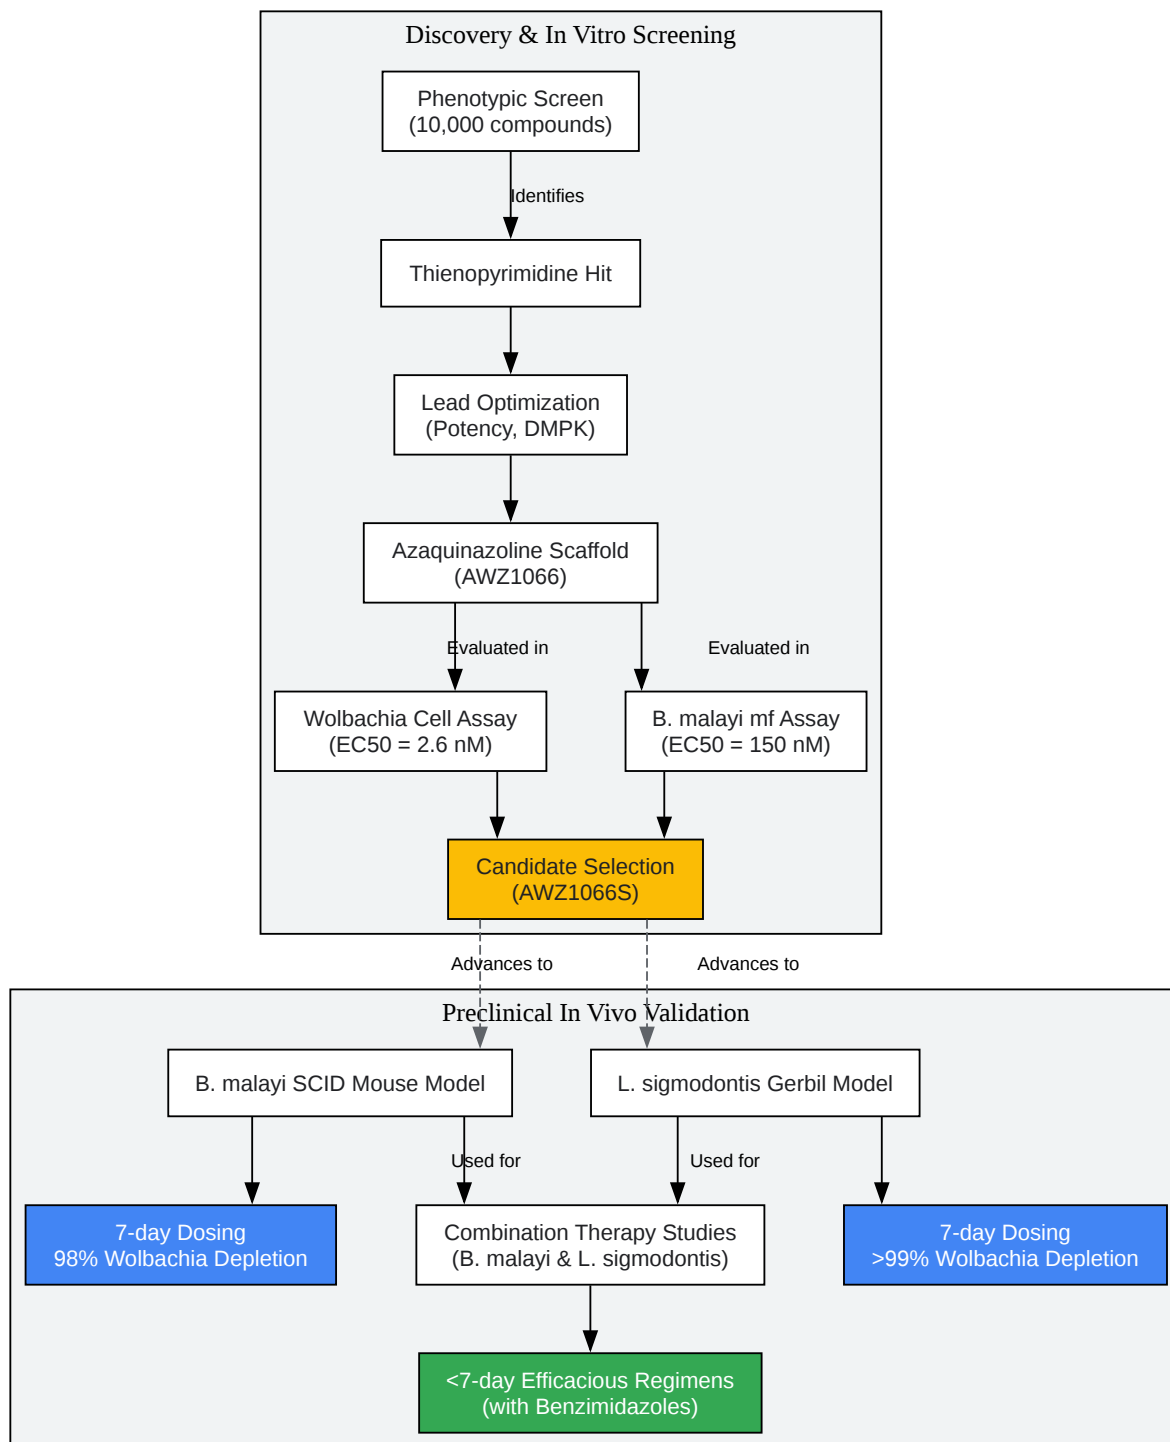 Discovery & In Vitro Screening
Phenotypic Screen
(10,000 compounds)
Identifies
Thienopyrimidine Hit
Lead Optimization
(Potency, DMPK)
Azaquinazoline Scaffold
(AWZ1066)
Evaluated in
Evaluated in
Wolbachia Cell Assay
(EC50 = 2.6 nM)
B. malayi mf Assay
(EC50 = 150 nM)
Candidate Selection
(AWZ1066S)
Advances to
Advances to
Preclinical In Vivo Validation
B. malayi SCID Mouse Model
L. sigmodontis Gerbil Model
Used for
Used for
7-day Dosing
98% Wolbachia Depletion
Combination Therapy Studies
(B. malayi & L. sigmodontis)
7-day Dosing
>99% Wolbachia Depletion
<7-day Efficacious Regimens
(with Benzimidazoles)